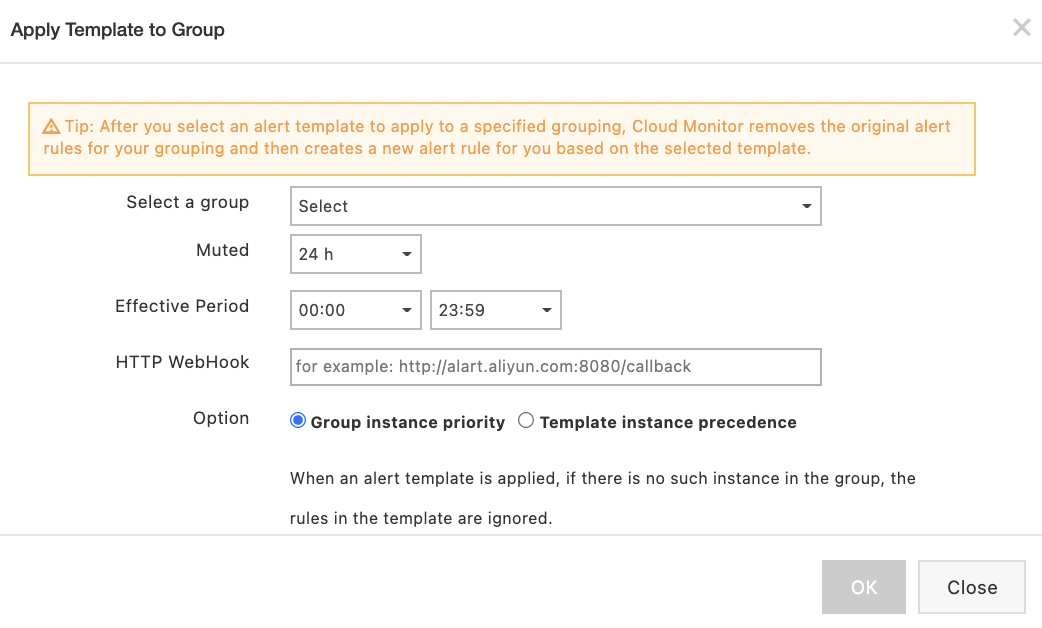 Apply Template to Group
Tip: After you select an alert template to apply to a specified grouping, Cloud Monitor removes the original alert
rules for your grouping and then creates a new alert rule for you based on the selected template.
Select a group
Select
Muted
24 h
Effective Period
00:00
23:59
HTTP WebHook
for example: http://alart.aliyun.com:8080/callback
Option
Group instance priority
Template instance precedence
When an alert template is applied, if there is no such instance in the group, the
rules in the template are ignored.
OK
Close